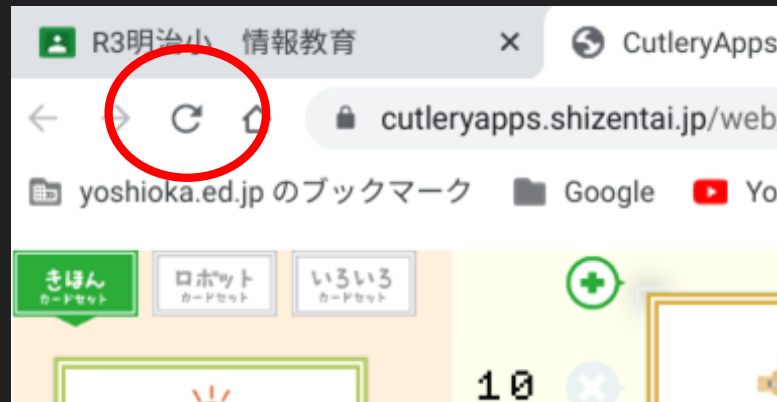 R3明治小 情報教育
CutleryApps
cutleryapps.shizentai.jp/web
yoshioka.ed.jp のブックマーク
Google
Yo
きほん
カードセット
ロボット
カードセット
いろいろ
カードセット
10